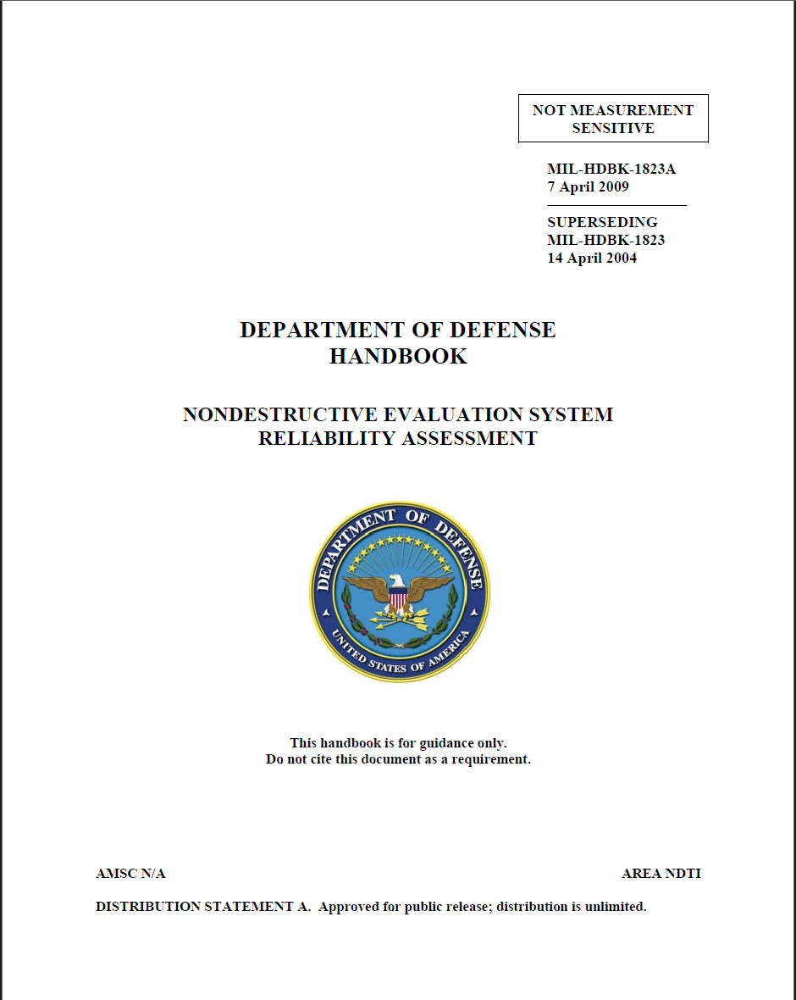 NOT MEASUREMENT
SENSITIVE
MIL-HDBK-1823A
7 April 2009
SUPERSEDING
MIL-HDBK-1823
14 April 2004
DEPARTMENT OF DEFENSE
HANDBOOK
NONDESTRUCTIVE EVALUATION SYSTEM
RELIABILITY ASSESSMENT
DEPARTMENT OF DEFENSE
UNITED STATES OF AMERICA
This handbook is for guidance only.
Do not cite this document as a requirement.
AMSC N/A
AREA NDTI
DISTRIBUTION STATEMENT A.  Approved for public release; distribution is unlimited.